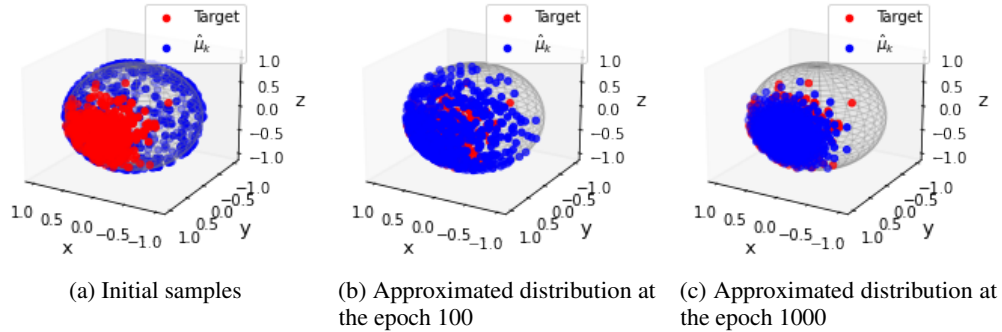 Target
μ̂k
1.0
0.5
0.0
−0.5
−1.0
z
1.0
0.5
0.0
−0.5
−1.0
x
−1.0
−0.5
0.0
0.5
1.0
y
(a) Initial samples
Target
μ̂k
1.0
0.5
0.0
−0.5
−1.0
z
1.0
0.5
0.0
−0.5
−1.0
x
−1.0
−0.5
0.0
0.5
1.0
y
(b) Approximated distribution at
the epoch 100
Target
μ̂k
1.0
0.5
0.0
−0.5
−1.0
z
1.0
0.5
0.0
−0.5
−1.0
x
−1.0
−0.5
0.0
0.5
1.0
y
(c) Approximated distribution at
the epoch 1000